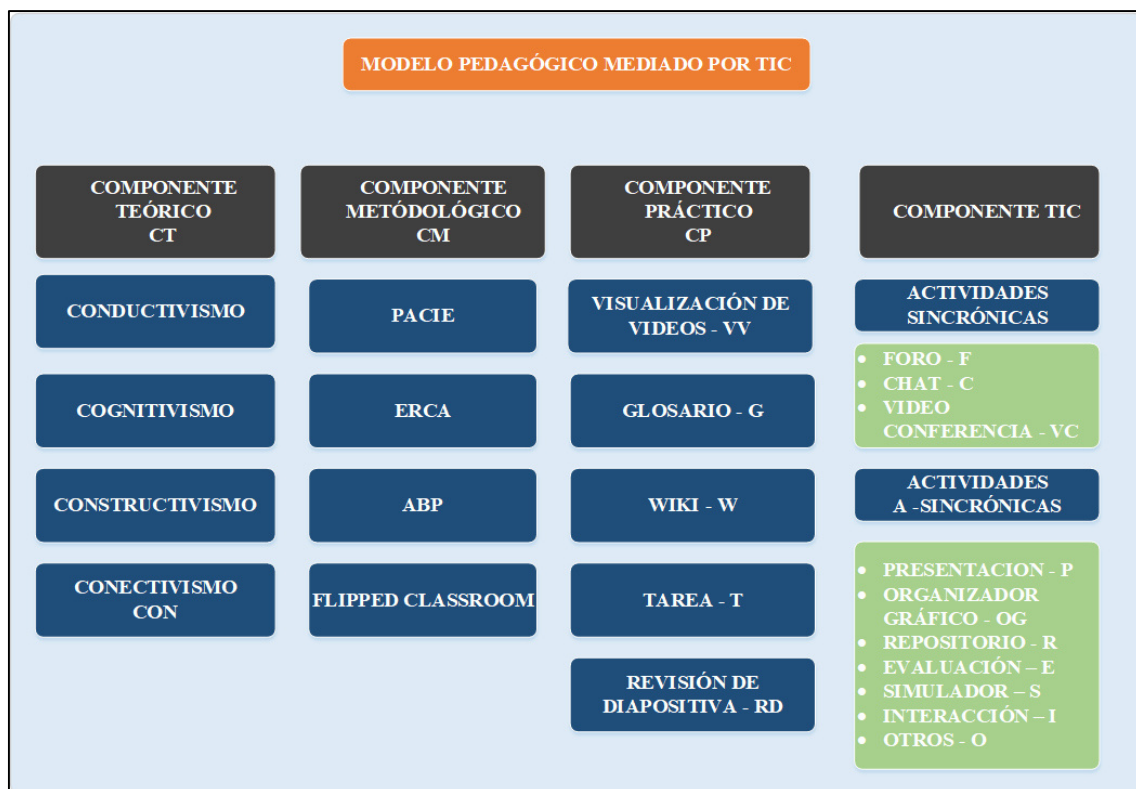 MODELO PEDAGÓGICO MEDIADO POR TIC
COMPONENTE
TEÓRICO
CT
CONDUCTIVISMO
COGNITIVISMO
CONSTRUCTIVISMO
CONECTIVISMO
CON
COMPONENTE
METÓDOLÓGICO
CM
PACIE
ERCA
ABP
FLIPPED CLASSROOM
COMPONENTE
PRÁCTICO
CP
VISUALIZACIÓN DE
VIDEOS - VV
GLOSARIO - G
WIKI - W
TAREA - T
REVISIÓN DE
DIAPOSITIVA - RD
COMPONENTE TIC
ACTIVIDADES
SINCRÓNICAS
• FORO - F
• CHAT - C
• VIDEO
CONFERENCIA - VC
ACTIVIDADES
A -SINCRÓNICAS
• PRESENTACION - P
• ORGANIZADOR
GRÁFICO - OG
• REPOSITORIO - R
• EVALUACIÓN – E
• SIMULADOR – S
• INTERACCIÓN – I
• OTROS - O